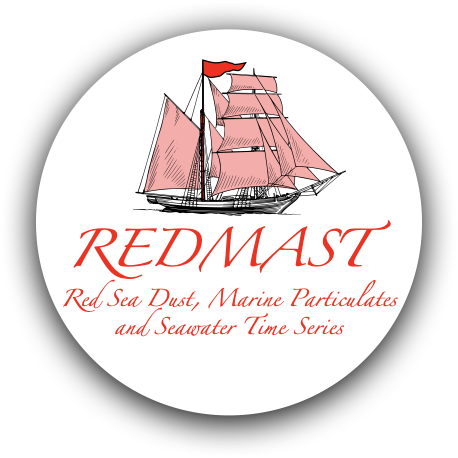 REDMAST
Red Sea Dust, Marine Particulates
and Seawater Time Series